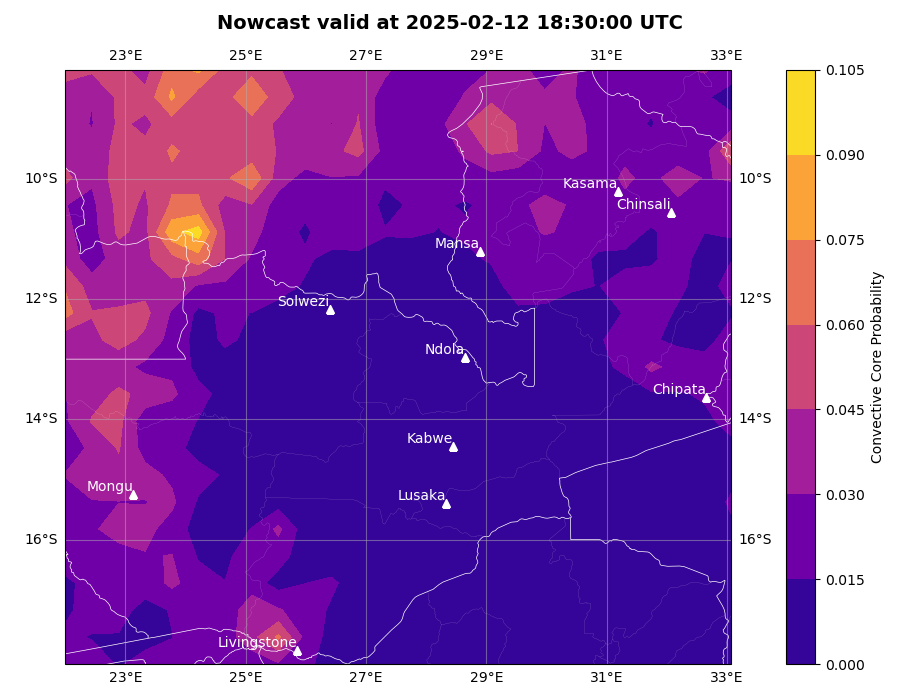 Nowcast valid at 2025-02-12 18:30:00 UTC
23°E 25°E 27°E 29°E 31°E 33°E
10°S 10°S
12°S 12°S
14°S 14°S
16°S 16°S
Kasama
Chinsali
Mansa
Solwezi
Ndola
Chipata
Kabwe
Mongu
Lusaka
Livingstone
23°E 25°E 27°E 29°E 31°E 33°E
0.105
0.090
0.075
0.060
0.045
0.030
0.015
0.000
Convective Core Probability